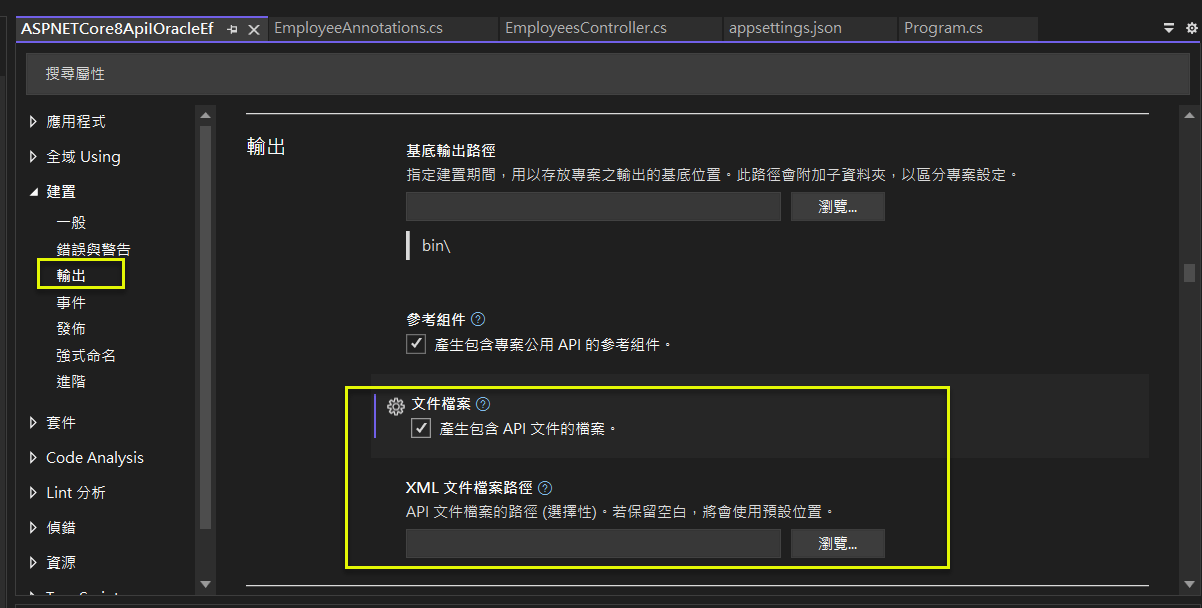 ASPNETCore8ApiIOracleEf
EmployeeAnnotations.cs
EmployeesController.cs
appsettings.json
Program.cs
搜尋屬性
應用程式
全域 Using
建置
一般
錯誤與警告
輸出
事件
發佈
強式命名
進階
套件
Code Analysis
Lint 分析
偵錯
資源
輸出
基底輸出路徑
指定建置期間，用以存放專案之輸出的基底位置。此路徑會附加子資料夾，以區分專案設定。
瀏覽...
bin\
參考組件
產生包含專案公用 API 的參考組件。
文件檔案
產生包含 API 文件的檔案。
XML 文件檔案路徑
API 文件檔案的路徑 (選擇性)。若保留空白，將會使用預設位置。
瀏覽...